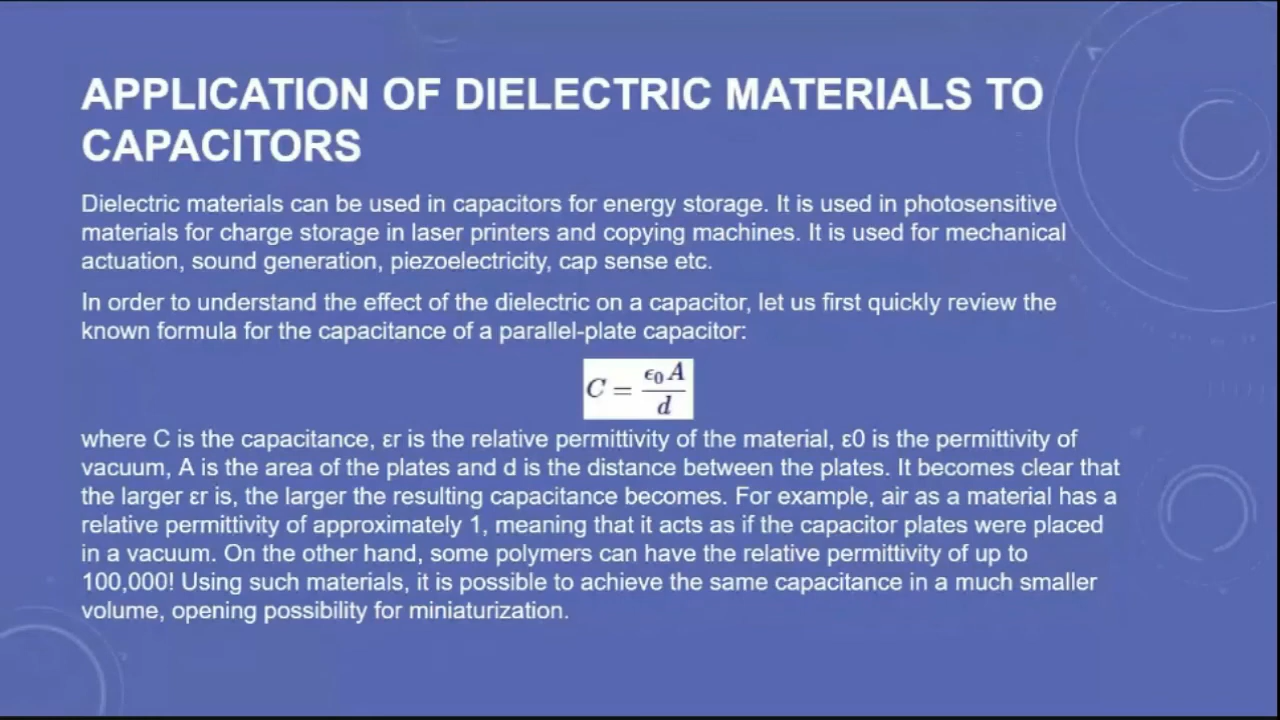 APPLICATION OF DIELECTRIC MATERIALS TO
CAPACITORS
Dielectric materials can be used in capacitors for energy storage. It is used in photosensitive
materials for charge storage in laser printers and copying machines. It is used for mechanical
actuation, sound generation, piezoelectricity, cap sense etc.
In order to understand the effect of the dielectric on a capacitor, let us first quickly review the
known formula for the capacitance of a parallel-plate capacitor:
C = ϵ₀ A / d
where C is the capacitance, εr is the relative permittivity of the material, ε0 is the permittivity of
vacuum, A is the area of the plates and d is the distance between the plates. It becomes clear that
the larger εr is, the larger the resulting capacitance becomes. For example, air as a material has a
relative permittivity of approximately 1, meaning that it acts as if the capacitor plates were placed
in a vacuum. On the other hand, some polymers can have the relative permittivity of up to
100,000! Using such materials, it is possible to achieve the same capacitance in a much smaller
volume, opening possibility for miniaturization.